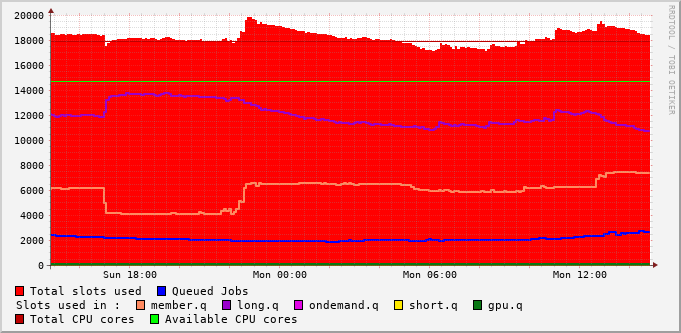 RRDTOOL / TOBI OETIKER
20000
18000
16000
14000
12000
10000
8000
6000
4000
2000
0
Sun 18:00 Mon 00:00 Mon 06:00 Mon 12:00
Total slots used Queued Jobs
Slots used in : member.q long.q ondemand.q short.q gpu.q
Total CPU cores Available CPU cores